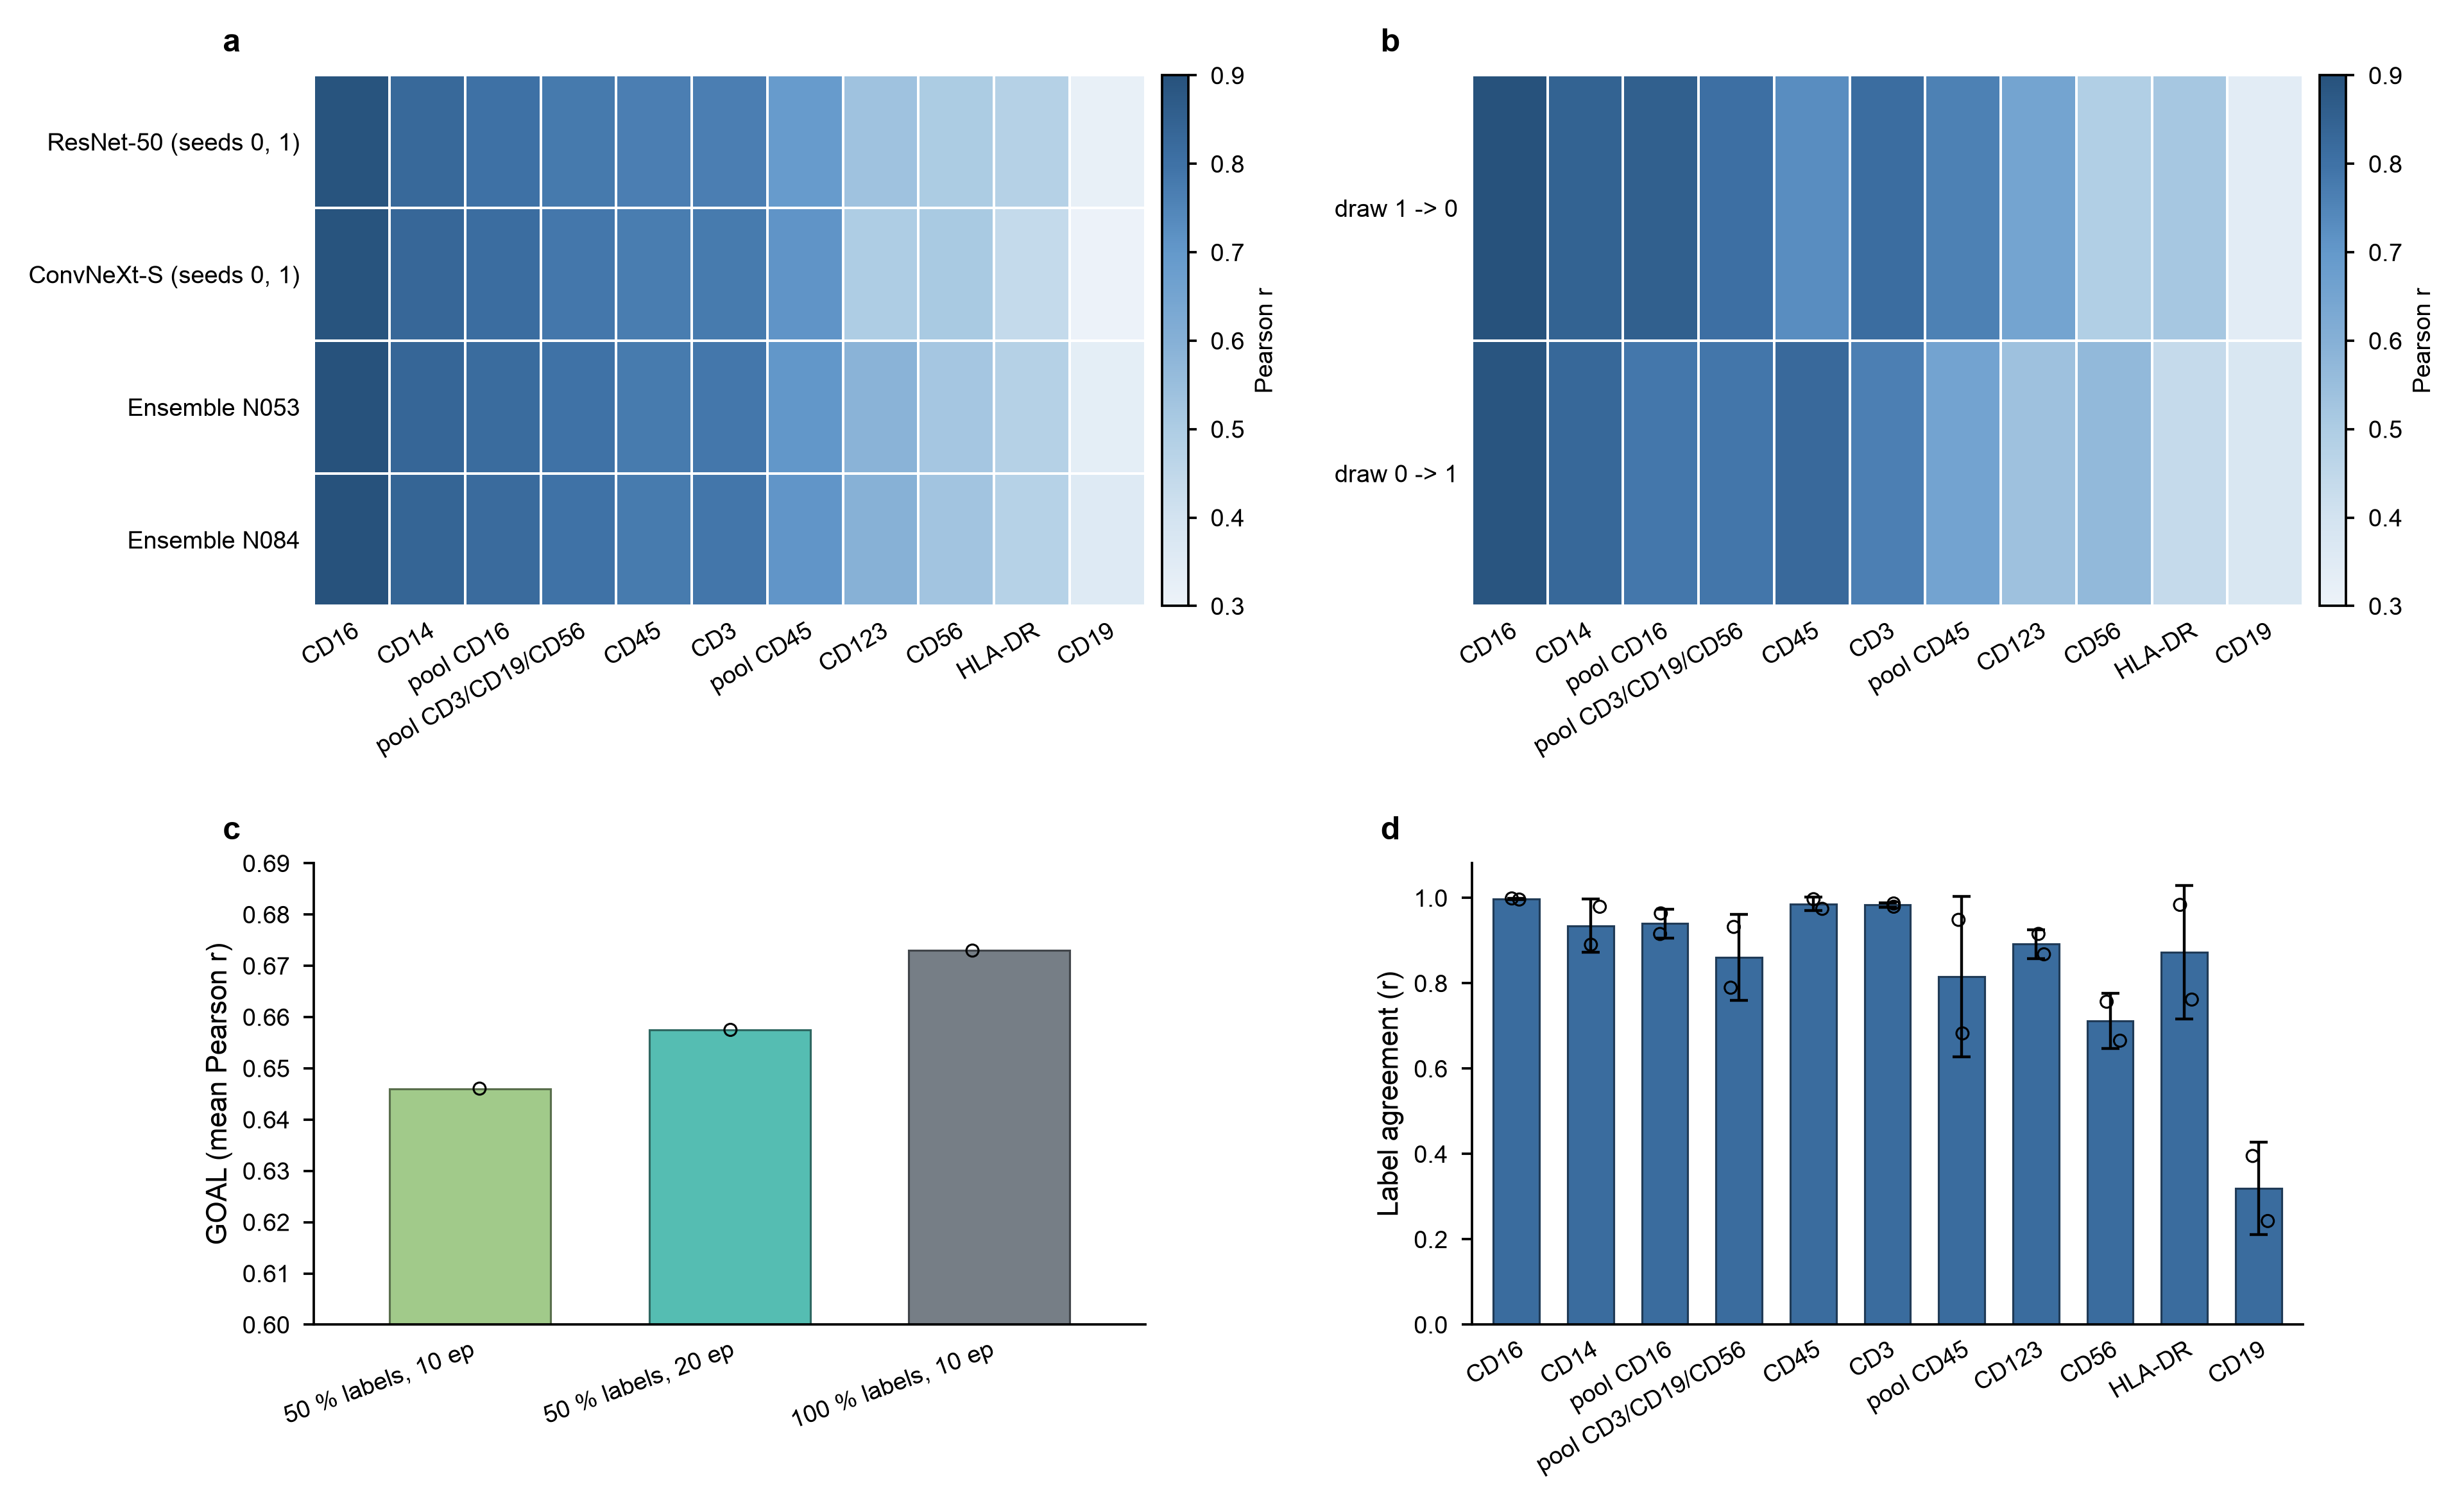 a
ResNet-50 (seeds 0, 1)
ConvNeXt-S (seeds 0, 1)
Ensemble N053
Ensemble N084
CD16
CD14
pool CD16
pool CD3/CD19/CD56
CD45
CD3
pool CD45
CD123
CD56
HLA-DR
CD19
0.9
0.8
0.7
0.6
0.5
0.4
0.3
Pearson r
b
draw 1 -> 0
draw 0 -> 1
CD16
CD14
pool CD16
pool CD3/CD19/CD56
CD45
CD3
pool CD45
CD123
CD56
HLA-DR
CD19
0.9
0.8
0.7
0.6
0.5
0.4
0.3
Pearson r
c
GOAL (mean Pearson r)
0.69
0.68
0.67
0.66
0.65
0.64
0.63
0.62
0.61
0.60
50 % labels, 10 ep
50 % labels, 20 ep
100 % labels, 10 ep
d
Label agreement (r)
1.0
0.8
0.6
0.4
0.2
0.0
CD16
CD14
pool CD16
pool CD3/CD19/CD56
CD45
CD3
pool CD45
CD123
CD56
HLA-DR
CD19